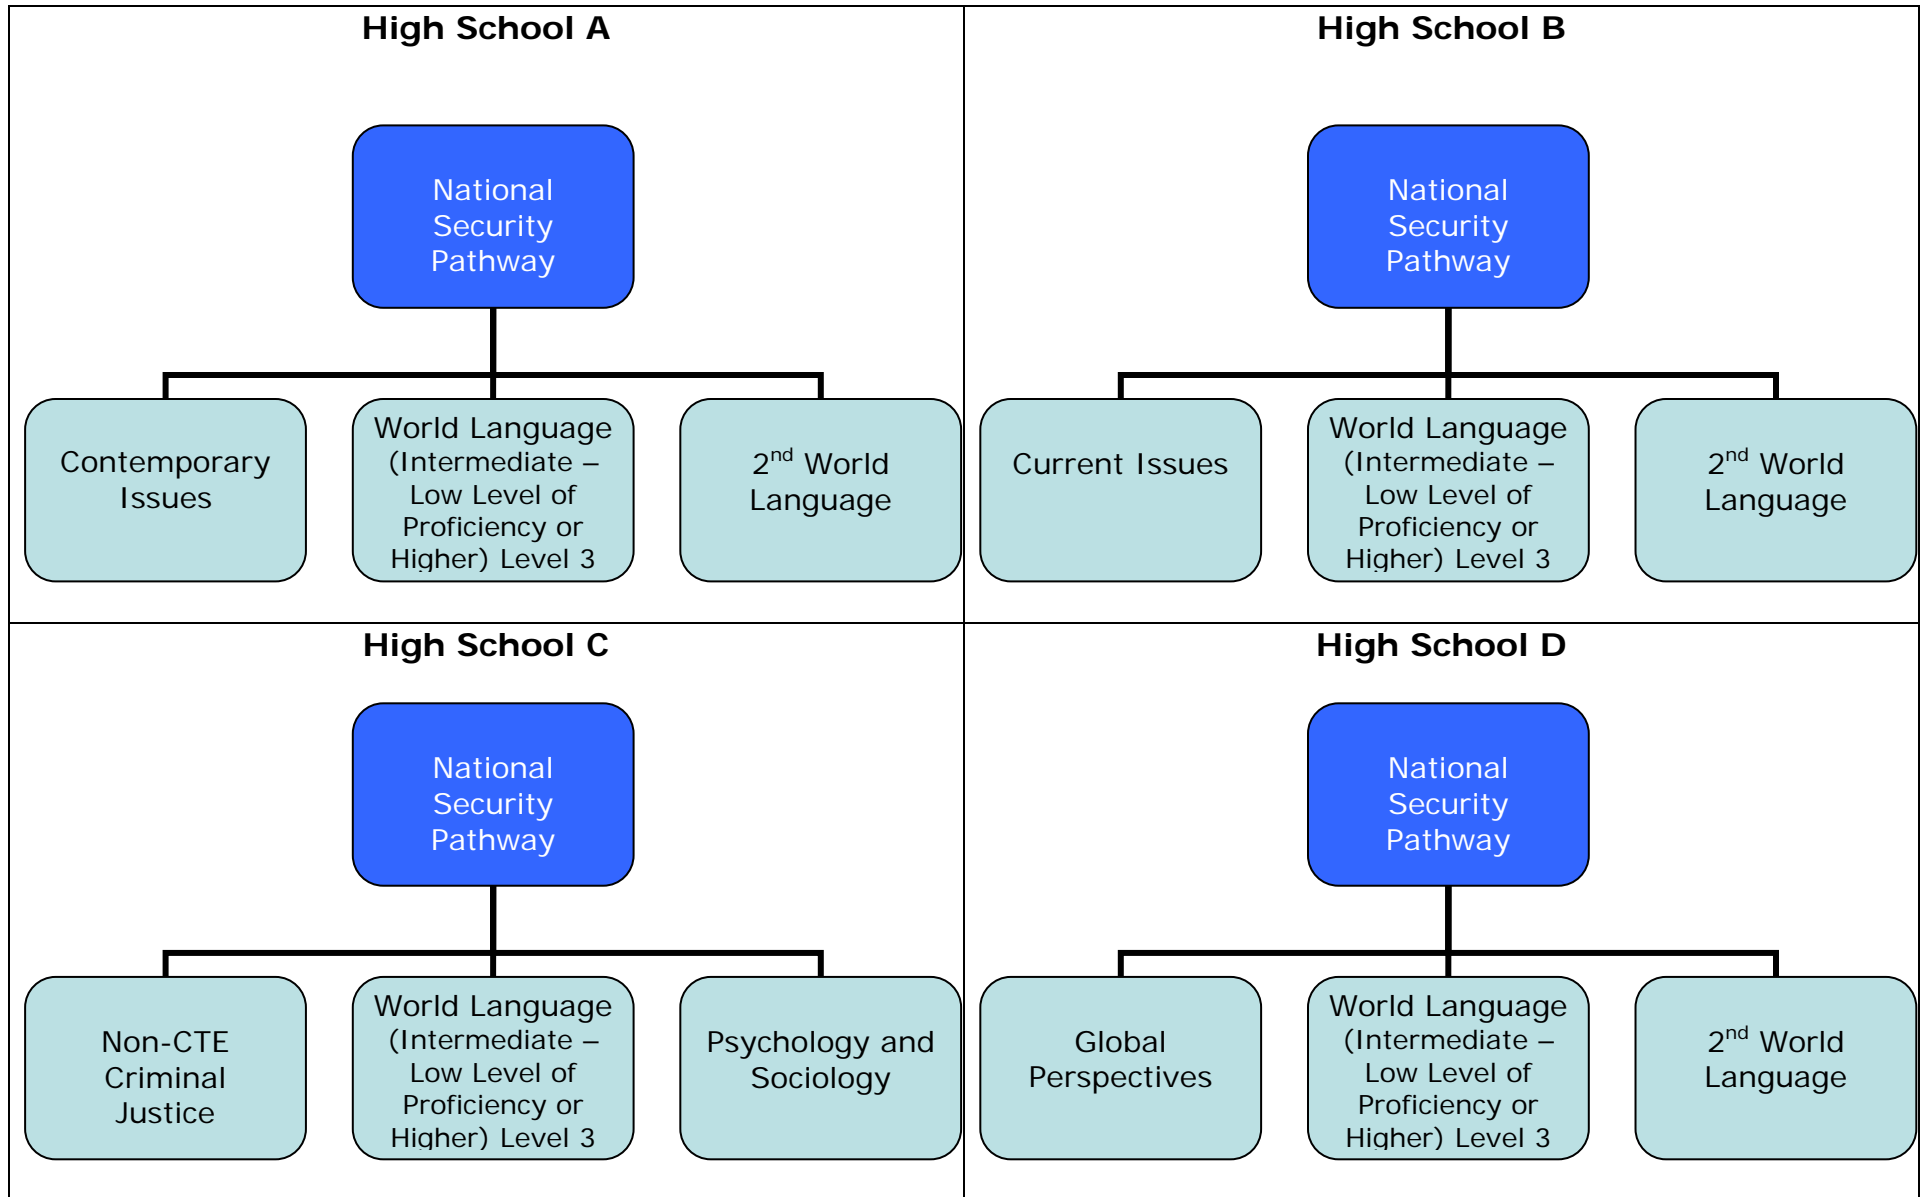 High School A
National
Security
Pathway
Contemporary
Issues
World Language
(Intermediate –
Low Level of
Proficiency or
Higher) Level 3
2nd World
Language
High School B
National
Security
Pathway
Current Issues
World Language
(Intermediate –
Low Level of
Proficiency or
Higher) Level 3
2nd World
Language
High School C
National
Security
Pathway
Non-CTE
Criminal
Justice
World Language
(Intermediate –
Low Level of
Proficiency or
Higher) Level 3
Psychology and
Sociology
High School D
National
Security
Pathway
Global
Perspectives
World Language
(Intermediate –
Low Level of
Proficiency or
Higher) Level 3
2nd World
Language